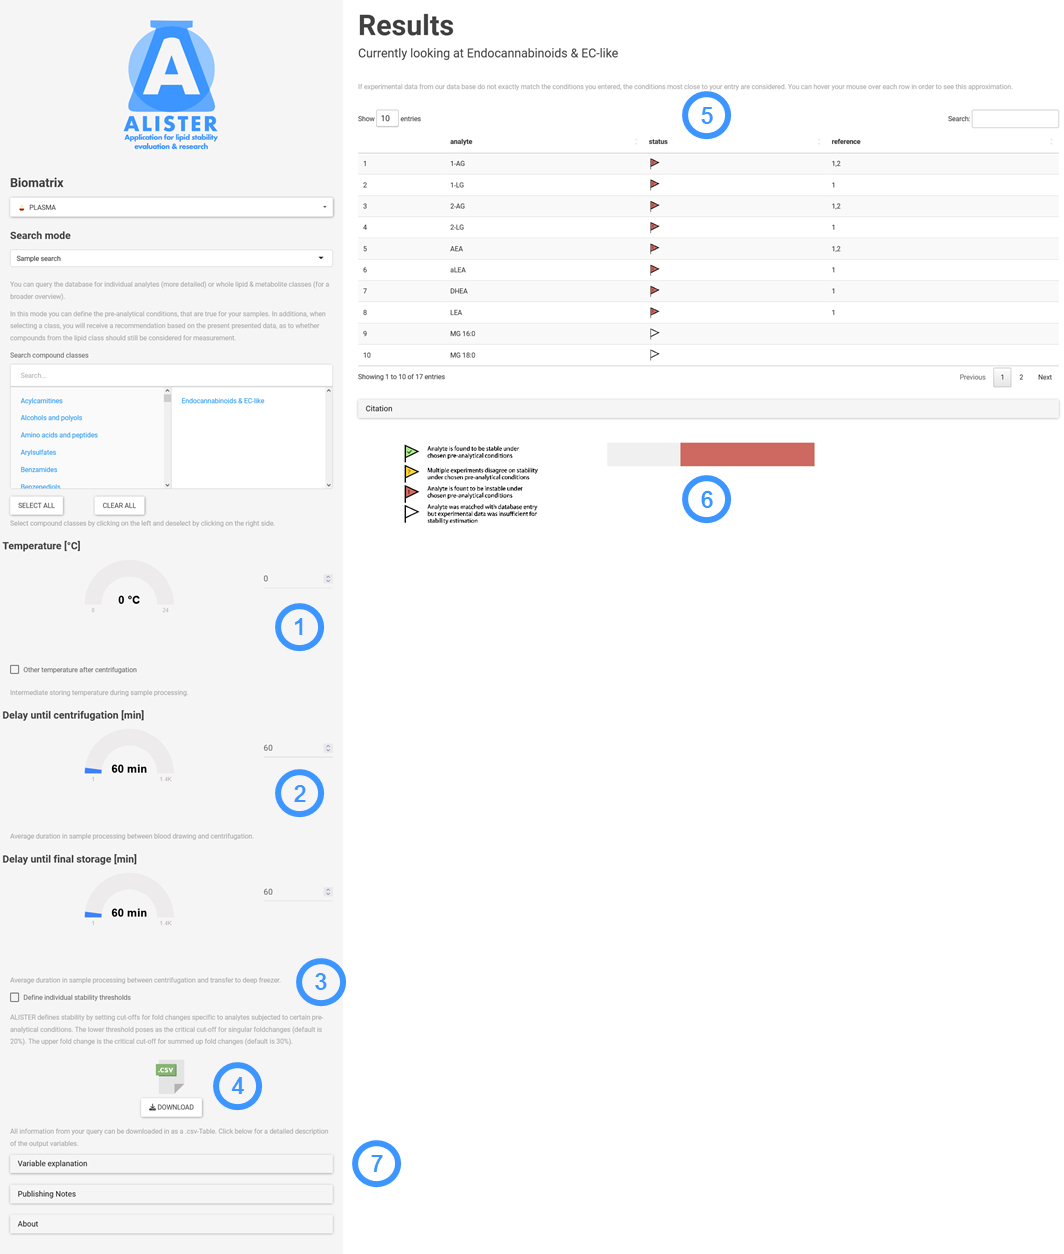 A
ALISTER
Application for lipid stability
evaluation & research
Biomatrix
PLASMA
Search mode
Sample search
You can query the database for individual analytes (more detailed) or whole lipid & metabolite classes (for a
broader overview).
In this mode you can define the pre-analytical conditions, that are true for your samples. In additiona, when
selecting a class, you will receive a recommendation based on the present presented data, as to whether
compounds from the lipid class should still be considered for measurement.
Search compound classes
Search...
Acylcarnitines
Alcohols and polyols
Amino acids and peptides
Arylsulfates
Benzamides
Benzenediols
Endocannabinoids & EC-like
SELECT ALL
CLEAR ALL
Select compound classes by clicking on the left and deselect by clicking on the right side.
Temperature [°C]
0
0 °C
0 24
1
Other temperature after centrifugation
Intermediate storing temperature during sample processing.
Delay until centrifugation [min]
60
60 min
1 1.4K
2
Average duration in sample processing between blood drawing and centrifugation.
Delay until final storage [min]
60
60 min
1 1.4K
Average duration in sample processing between centrifugation and transfer to deep freezer.
3
Define individual stability thresholds
ALISTER defines stability by setting cut-offs for fold changes specific to analytes subjected to certain pre-
analytical conditions. The lower threshold poses as the critical cut-off for singular foldchanges (default is
20%). The upper fold change is the critical cut-off for summed up fold changes (default is 30%).
.CSV
4
DOWNLOAD
All information from your query can be downloaded in as a .csv-Table. Click below for a detailed description
of the output variables.
Variable explanation
7
Publishing Notes
About
Results
Currently looking at Endocannabinoids & EC-like
If experimental data from our data base do not exactly match the conditions you entered, the conditions most close to your entry are considered. You can hover your mouse over each row in order to see this approximation.
5
Show 10 entries
Search:
analyte status reference
1 1-AG 1,2
2 1-LG 1
3 2-AG 1,2
4 2-LG 1
5 AEA 1,2
6 aLEA 1
7 DHEA 1
8 LEA 1
9 MG 16:0
10 MG 18:0
Showing 1 to 10 of 17 entries
Previous 1 2 Next
Citation
Analyte is found to be stable under
chosen pre-analytical conditions
Multiple experiments disagree on stability
under chosen pre-analytical conditions
Analyte is fount to be instable under
chosen pre-analytical conditions
Analyte was matched with database entry
but experimental data was insufficient for
stability estimation
6